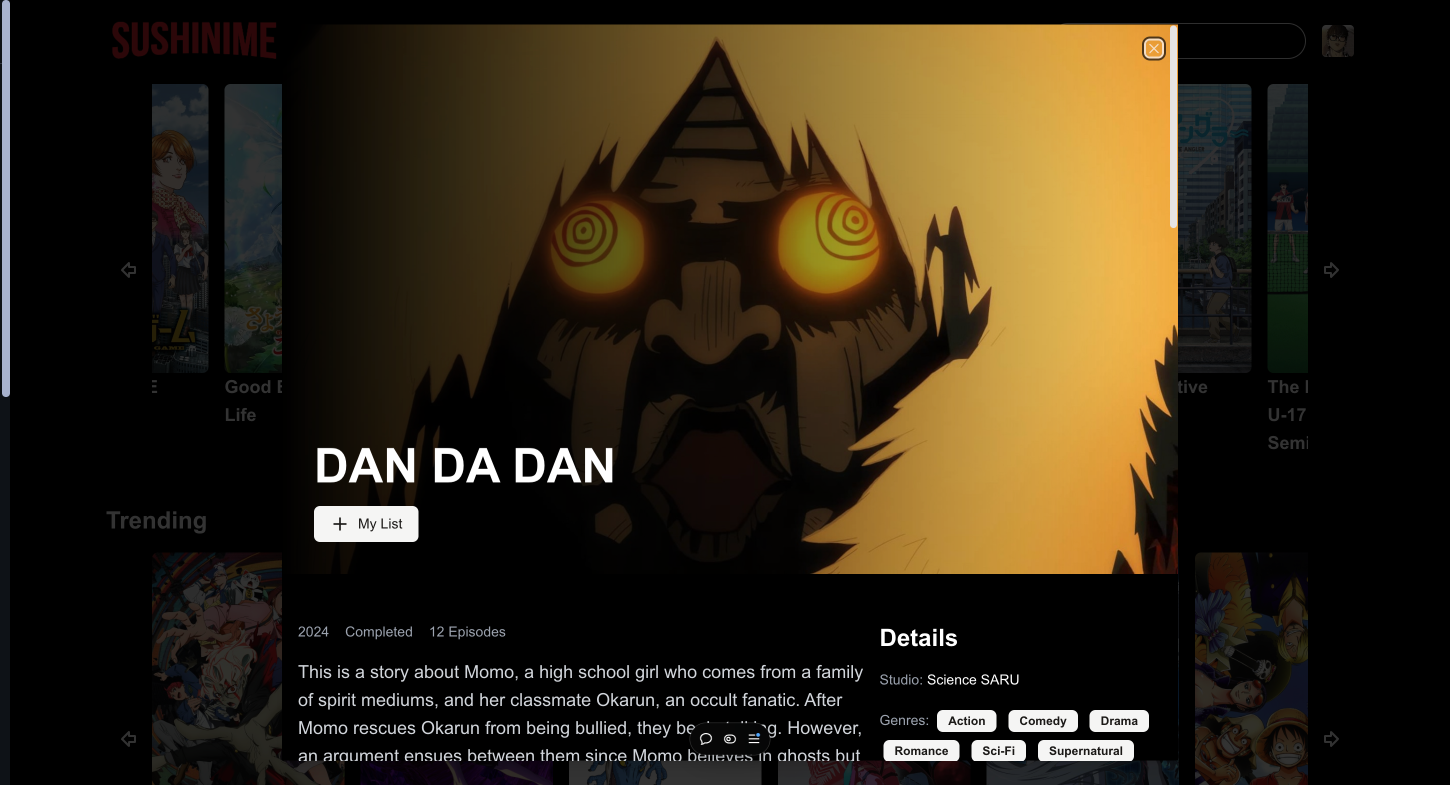 SUSHINIME
DAN DA DAN
My List
Good E
Life
tive
The I
U-17
Semi
Trending
2024 Completed 12 Episodes
This is a story about Momo, a high school girl who comes from a family
of spirit mediums, and her classmate Okarun, an occult fanatic. After
Momo rescues Okarun from being bullied, they However,
an argument ensues between them since Momo believes in ghosts but
Details
Studio: Science SARU
Genres: Action Comedy Drama
Romance Sci-Fi Supernatural